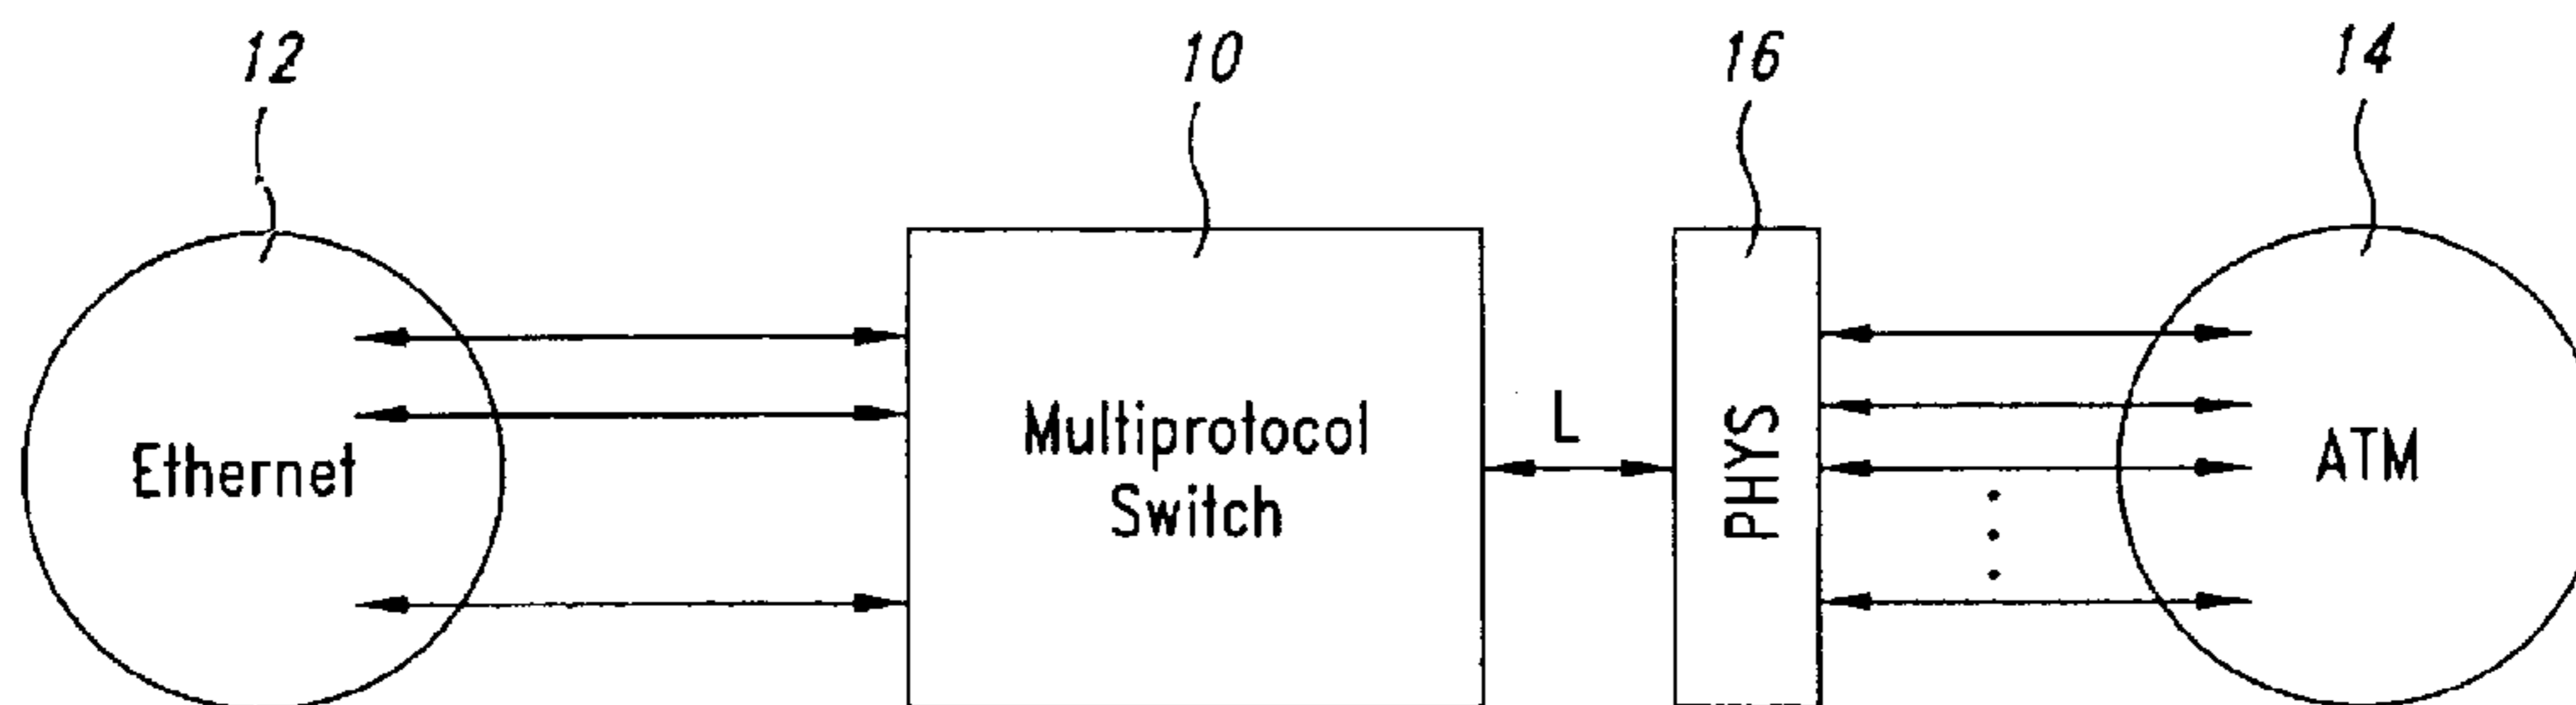 12
10
16
14
Ethernet
Multiprotocol
Switch
L
PHYS
ATM